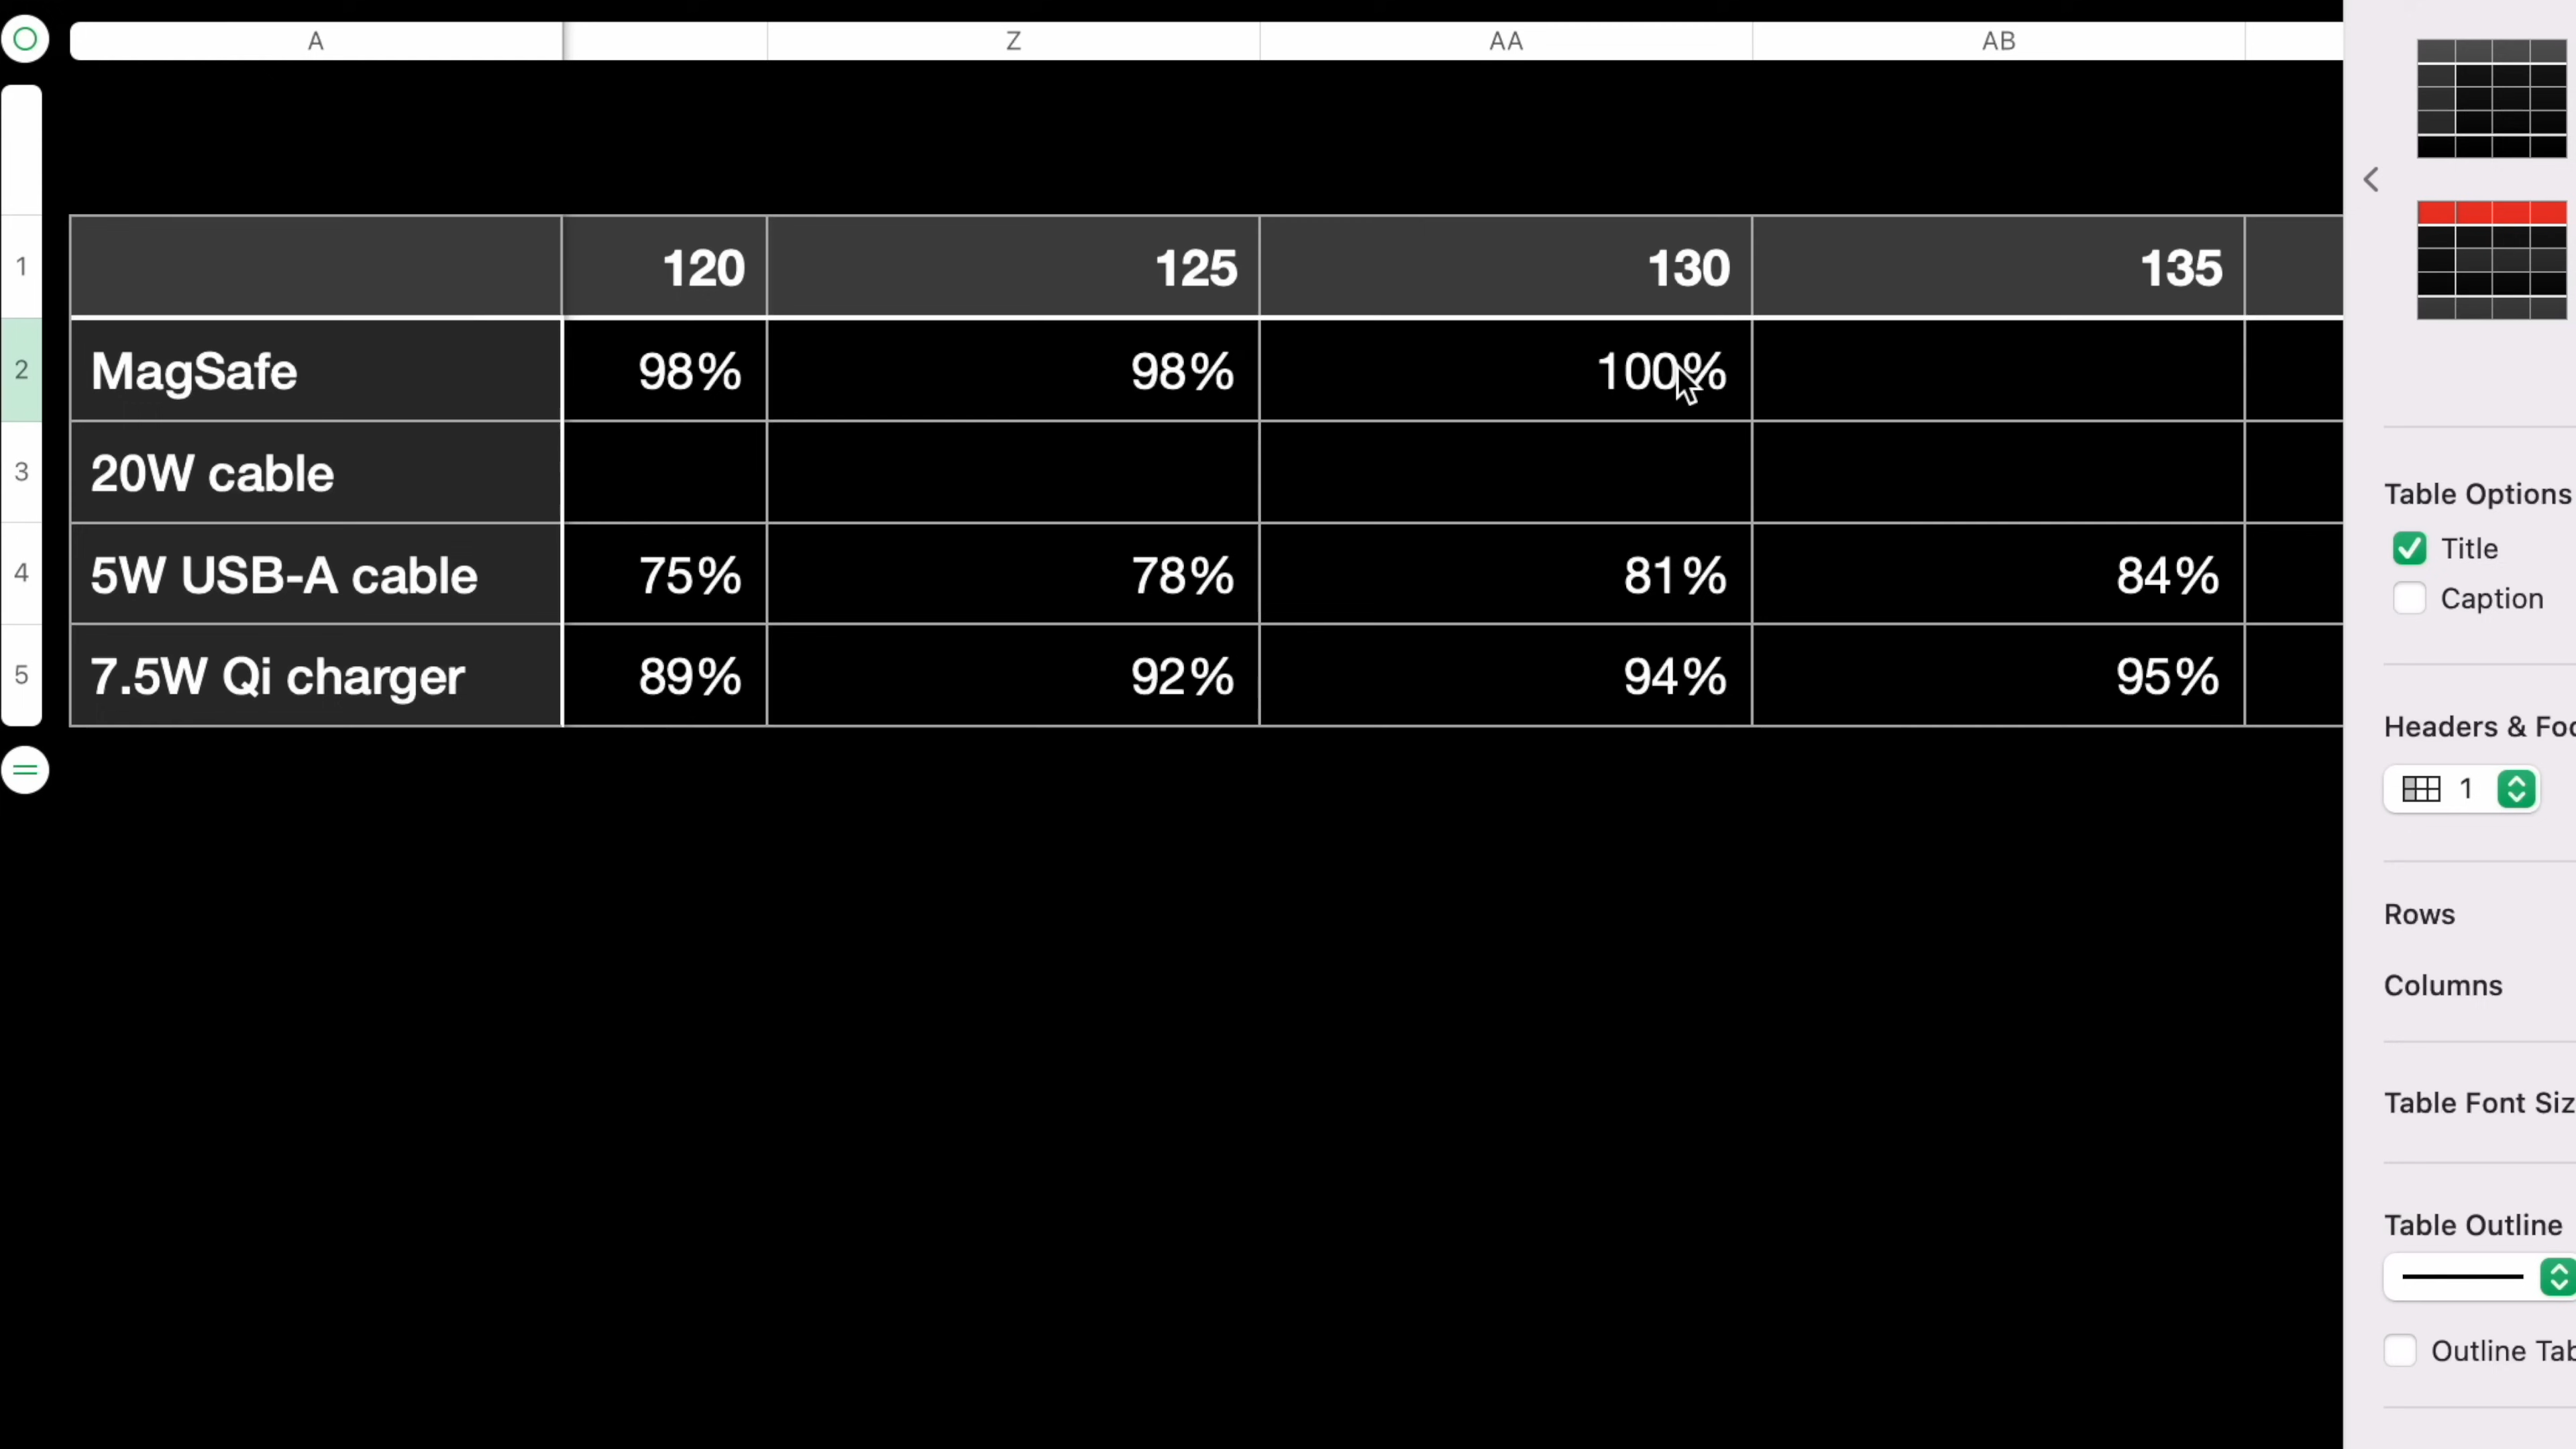 A Z AA AB
1 120 125 130 135
2 MagSafe 98% 98% 100%
3 20W cable
4 5W USB-A cable 75% 78% 81% 84%
5 7.5W Qi charger 89% 92% 94% 95%
Table Options
Title
Caption
Headers & Foo
1
Rows
Columns
Table Font Siz
Table Outline
Outline Tab